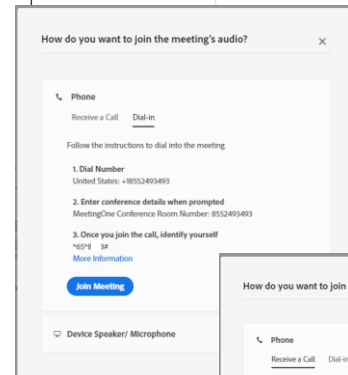 How do you want to join the meeting's audio?
Phone
Receive a Call Dial-in
Follow the instructions to dial into the meeting
1. Dial Number
United States: +18552493493
2. Enter conference details when prompted
MeetingOne Conference Room Number: 8552493493
3. Once you join the call, identify yourself
*65*8 3#
More Information
Join Meeting
Device Speaker/ Microphone
How do you want to join
Phone
Receive a Call